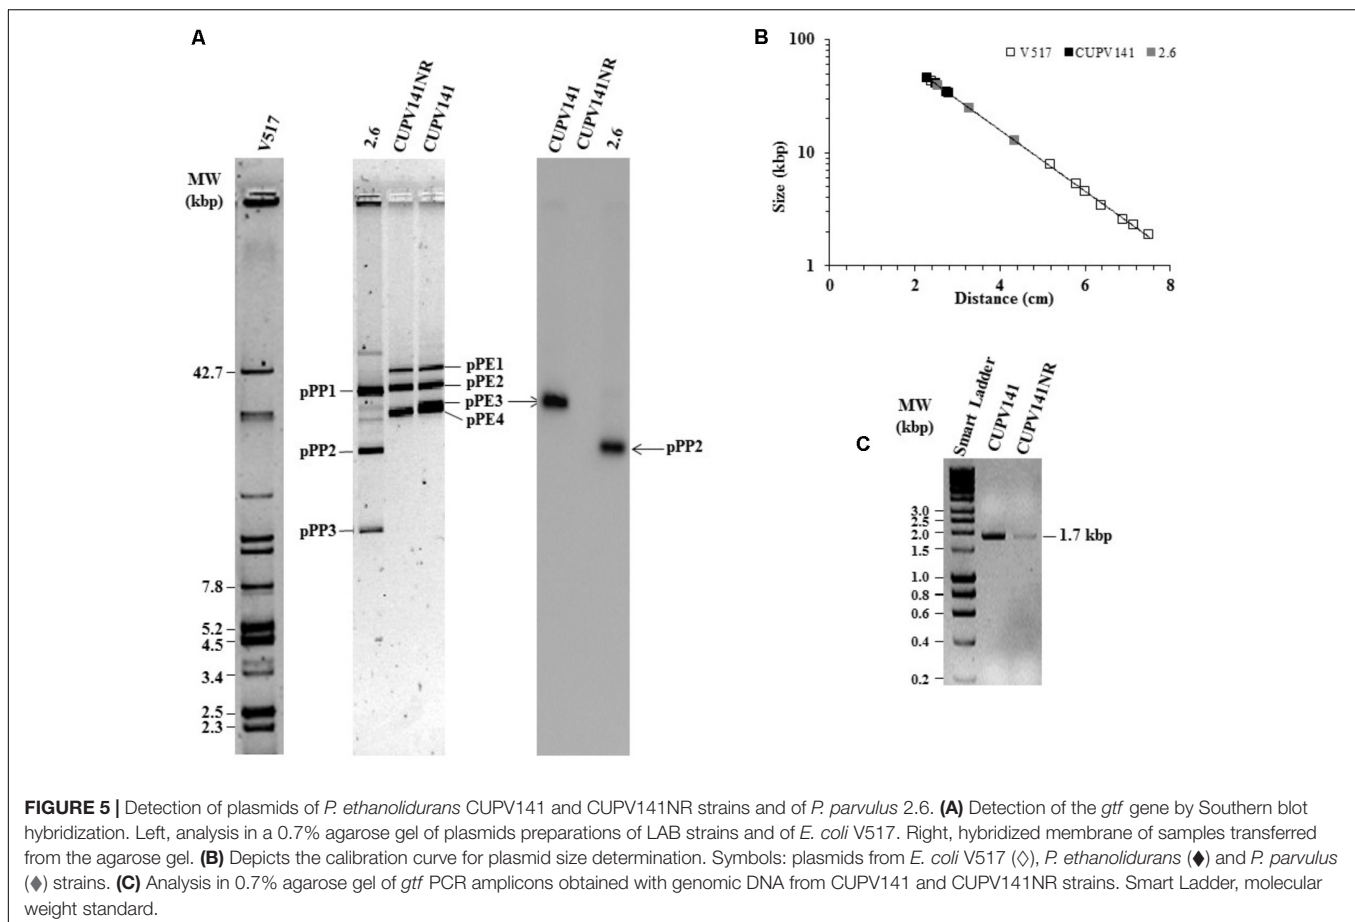 A
V517
2.6
CUPV141NR
CUPV141
CUPV141
CUPV141NR
2.6
MW
(kbp)
42.7
7.8
5.2
4.5
3.4
2.5
2.3
pPP1
pPP2
pPP3
pPE1
pPE2
pPE3
pPE4
pPP2
B
V517 CUPV141 2.6
100
10
1
Size (kbp)
0 2 4 6 8
Distance (cm)
C
MW
(kbp)
Smart Ladder
CUPV141
CUPV141NR
3.0
2.5
2.0
1.5
1.0
0.8
0.6
0.4
0.2
1.7 kbp
FIGURE 5 | Detection of plasmids of P. ethanolidurans CUPV141 and CUPV141NR strains and of P. parvulus 2.6. (A) Detection of the gtf gene by Southern blot
hybridization. Left, analysis in a 0.7% agarose gel of plasmids preparations of LAB strains and of E. coli V517. Right, hybridized membrane of samples transferred
from the agarose gel. (B) Depicts the calibration curve for plasmid size determination. Symbols: plasmids from E. coli V517 (◊), P. ethanolidurans (♦) and P. parvulus
(♦) strains. (C) Analysis in 0.7% agarose gel of gtf PCR amplicons obtained with genomic DNA from CUPV141 and CUPV141NR strains. Smart Ladder, molecular
weight standard.